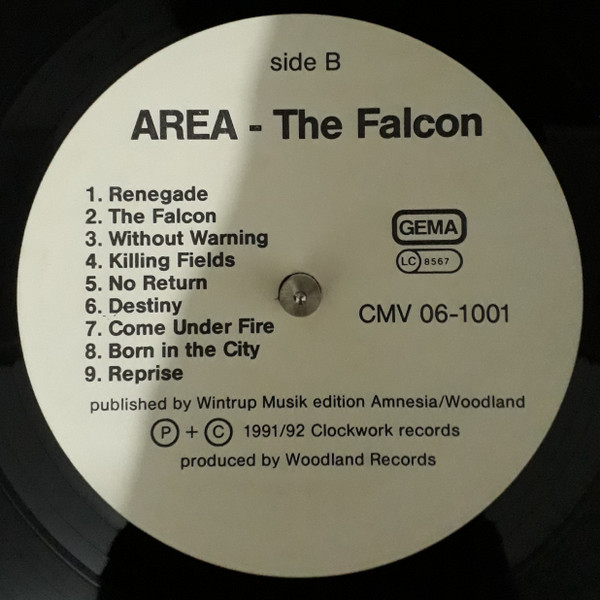 side B
AREA - The Falcon
1. Renegade
2. The Falcon
3. Without Warning
4. Killing Fields
5. No Return
6. Destiny
7. Come Under Fire
8. Born in the City
9. Reprise
GEMA
LC 8567
CMV 06-1001
published by Wintrup Musik edition Amnesia/Woodland
Ⓟ + Ⓒ 1991/92 Clockwork records
produced by Woodland Records